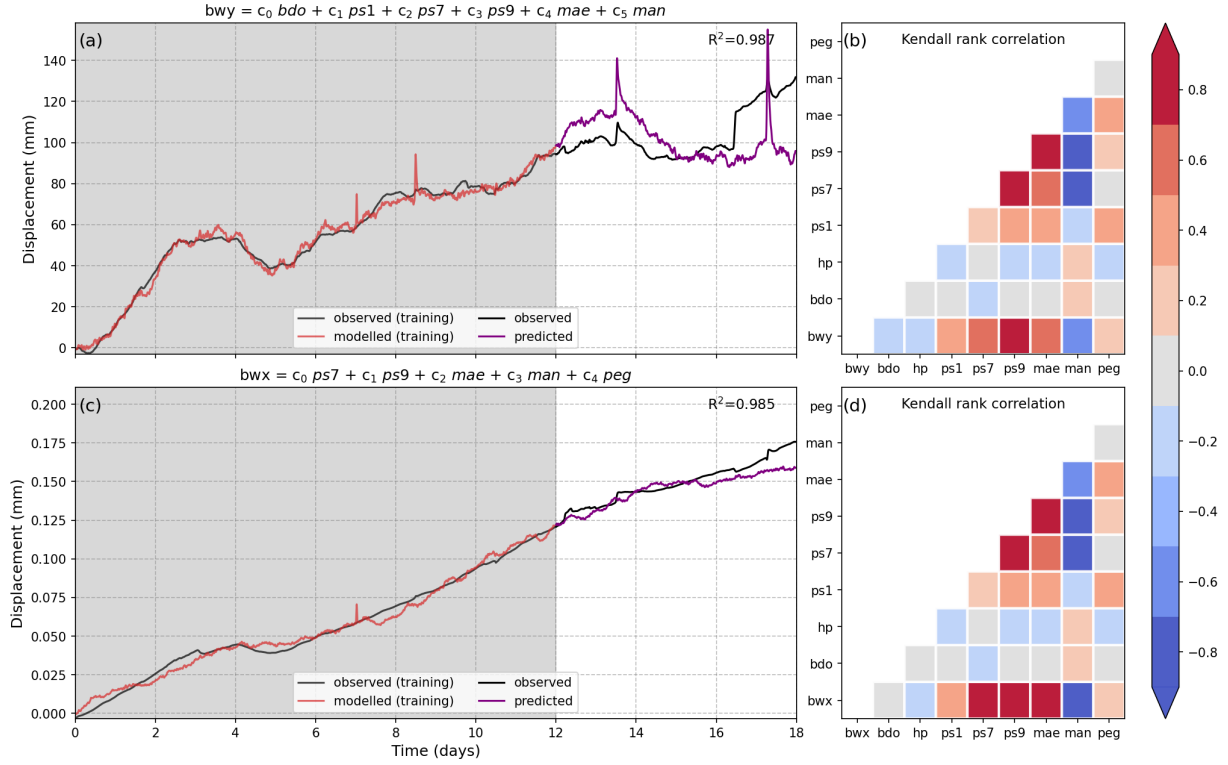 bwy = c₀ bdo + c₁ ps1 + c₂ ps7 + c₃ ps9 + c₄ mae + c₅ man
(a)
R²=0.987
Displacement (mm)
140
120
100
80
60
40
20
0
observed (training)
modelled (training)
observed
predicted
(b)
Kendall rank correlation
peg
man
mae
ps9
ps7
ps1
hp
bdo
bwy
bwy bdo hp ps1 ps7 ps9 mae man peg
bwx = c₀ ps7 + c₁ ps9 + c₂ mae + c₃ man + c₄ peg
(c)
R²=0.985
Displacement (mm)
0.200
0.175
0.150
0.125
0.100
0.075
0.050
0.025
0.000
observed (training)
modelled (training)
observed
predicted
0 2 4 6 8 10 12 14 16 18
Time (days)
(d)
Kendall rank correlation
peg
man
mae
ps9
ps7
ps1
hp
bdo
bwx
bwx bdo hp ps1 ps7 ps9 mae man peg
0.8
0.6
0.4
0.2
0.0
−0.2
−0.4
−0.6
−0.8